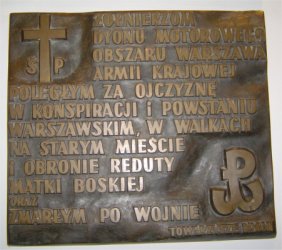 ŻOŁNIERZOM
DYONU MOTOROWEGO
OBSZARU WARSZAWA
Ś P
ARMII KRAJOWEJ
POLEGŁYM ZA OJCZYZNĘ
W KONSPIRACJI I POWSTANIU
WARSZAWSKIM, W WALKACH
NA STARYM MIEŚCIE
I OBRONIE REDUTY
MATKI BOSKIEJ
ORAZ
ZMARŁYM PO WOJNIE